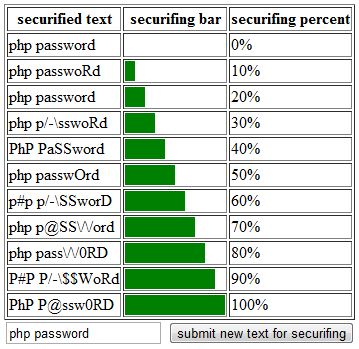 securified text securifing bar securifing percent
php password 0%
php passwoRd 10%
php password 20%
php p/-\sswoRd 30%
PhP PaSSword 40%
php passwOrd 50%
p#p p/-\SSworD 60%
php p@SS\/\/ord 70%
php pass\/\/0RD 80%
P#P P/-\$$WoRd 90%
PhP P@ssw0RD 100%
php password submit new text for securifing